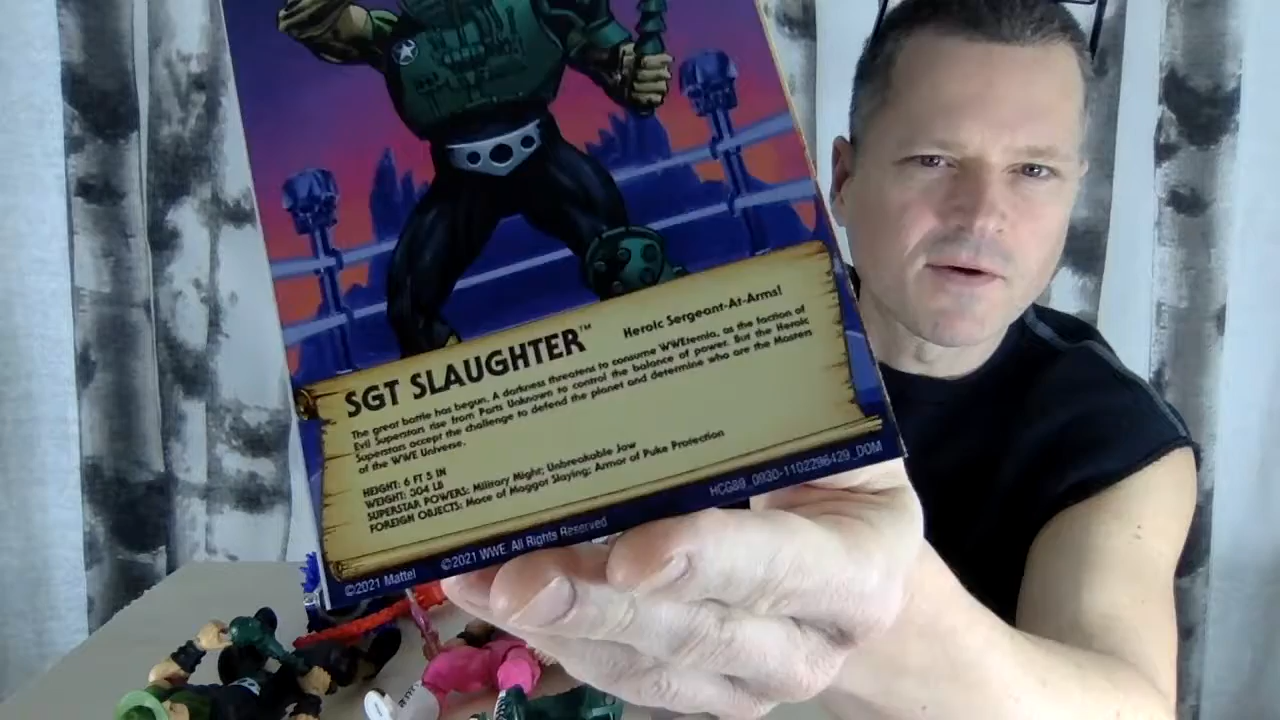 SGT SLAUGHTER™ Heroic Sergeant-At-Arms!
The great battle has begun. A darkness threatens to consume WWEternia, as the faction of
Evil Superstars rise from Parts Unknown to control the balance of power. But the Heroic
Superstars accept the challenge to defend the planet and determine who are the Masters
of the WWE Universe.
HEIGHT: 6 FT 5 IN
WEIGHT: 304 LB
SUPERSTAR POWERS: Military Might; Unbreakable Jaw
FOREIGN OBJECTS: Mace of Maggot Slaying; Armor of Puke Protection
©2021 Mattel ©2021 WWE. All Rights Reserved HCG89_0930-1102296429_DOM